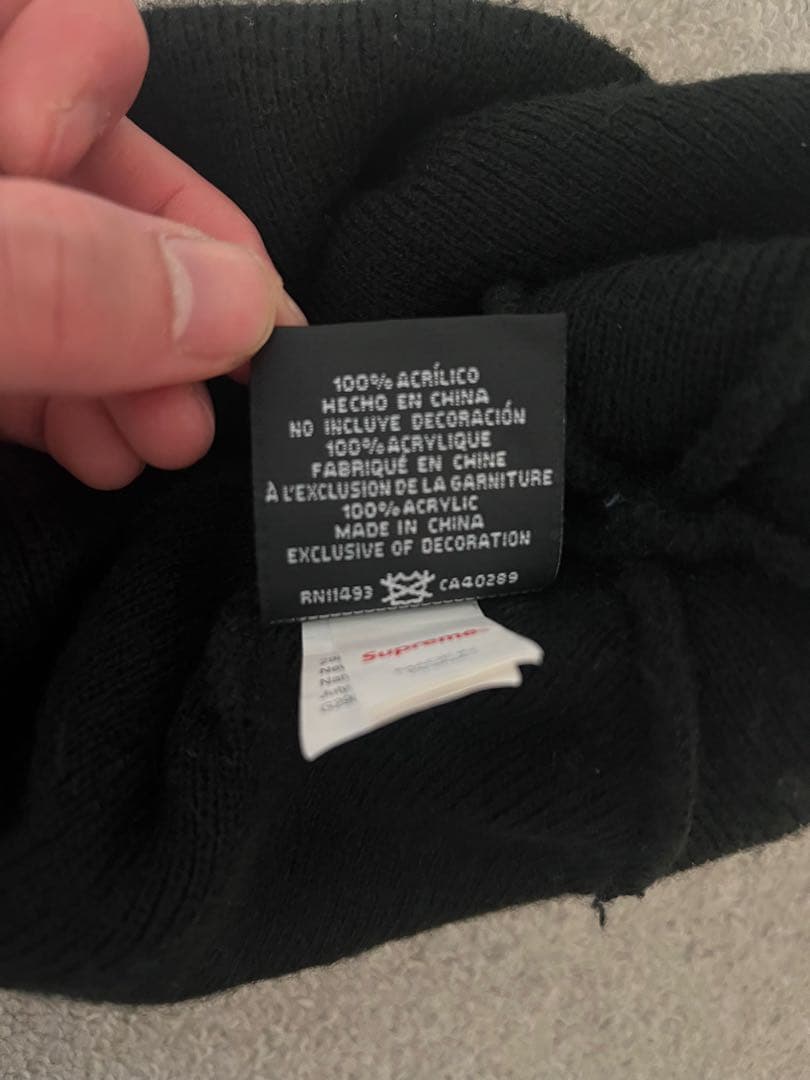 100% ACRÍLICO
HECHO EN CHINA
NO INCLUYE DECORACIÓN
100% ACRYLIQUE
FABRIQUÉ EN CHINE
À L'EXCLUSION DE LA GARNITURE
100% ACRYLIC
MADE IN CHINA
EXCLUSIVE OF DECORATION
RN11493 CA40289
Supreme